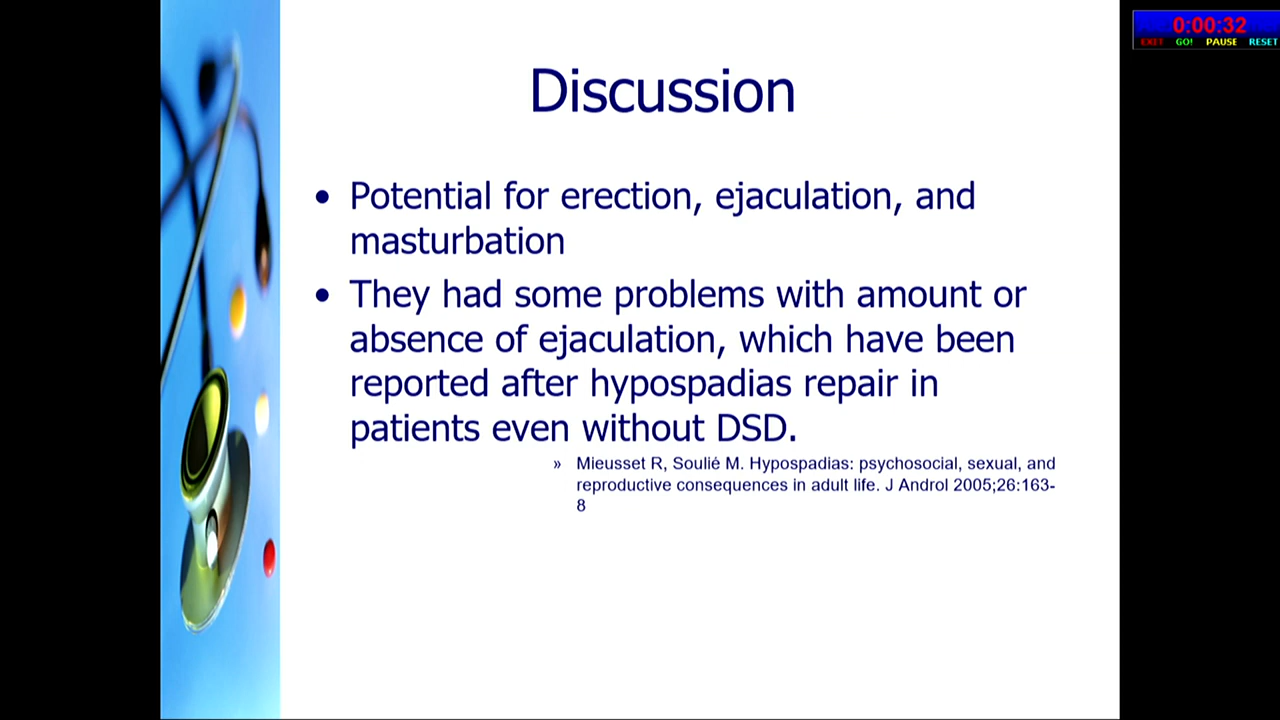 0:00:32
EXIT GO! PAUSE RESET
Discussion
• Potential for erection, ejaculation, and
masturbation
• They had some problems with amount or
absence of ejaculation, which have been
reported after hypospadias repair in
patients even without DSD.
» Mieusset R, Soulié M. Hypospadias: psychosocial, sexual, and
reproductive consequences in adult life. J Androl 2005;26:163-
8